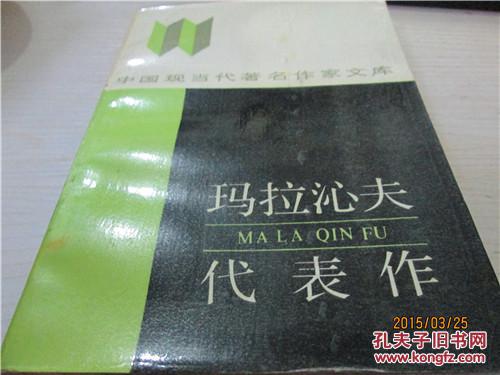 中国现当代著名作家文库
玛拉沁夫
MA LA QIN FU
代表作
2015/03/25
孔夫子旧书网
www.kongfz.com